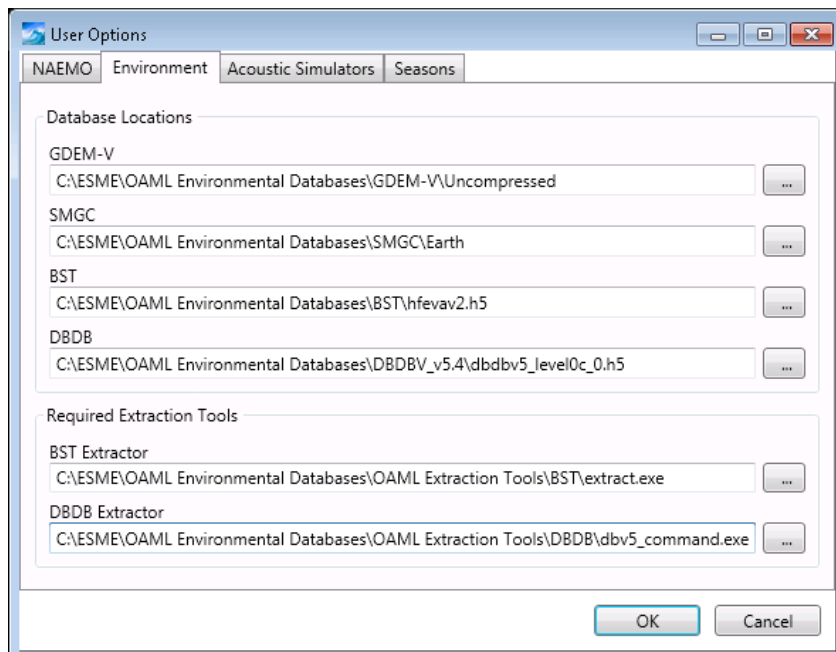 User Options
NAEMO Environment Acoustic Simulators Seasons
Database Locations
GDEM-V
C:\ESME\OAML Environmental Databases\GDEM-V\Uncompressed
...
SMGC
C:\ESME\OAML Environmental Databases\SMGC\Earth
...
BST
C:\ESME\OAML Environmental Databases\BST\hfevav2.h5
...
DBDB
C:\ESME\OAML Environmental Databases\DBDBV_v5.4\dbdbv5_level0c_0.h5
...
Required Extraction Tools
BST Extractor
C:\ESME\OAML Environmental Databases\OAML Extraction Tools\BST\extract.exe
...
DBDB Extractor
C:\ESME\OAML Environmental Databases\OAML Extraction Tools\DBDB\dbv5_command.exe
...
OK Cancel